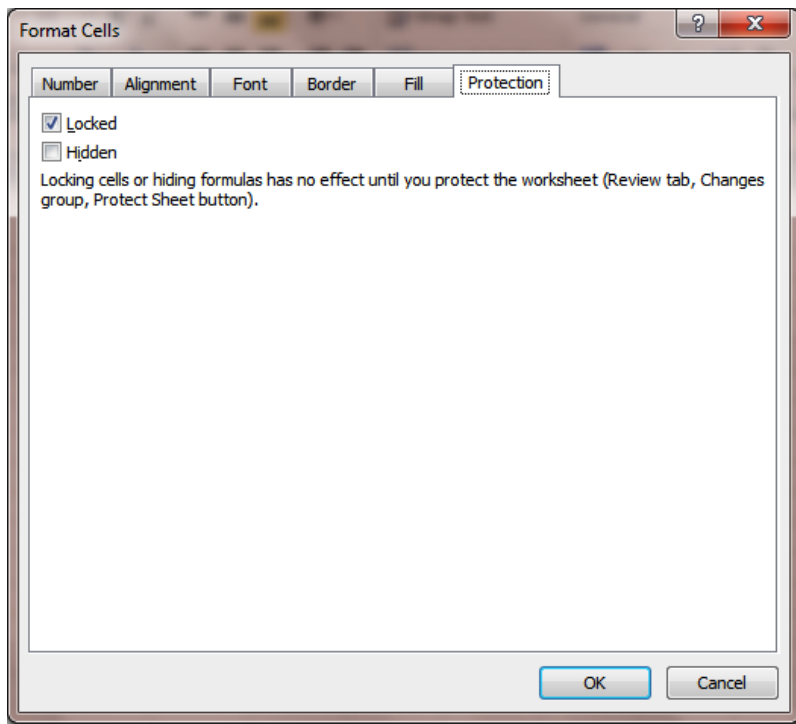 Format Cells
?
X
Number Alignment Font Border Fill Protection
Locked
Hidden
Locking cells or hiding formulas has no effect until you protect the worksheet (Review tab, Changes
group, Protect Sheet button).
OK Cancel